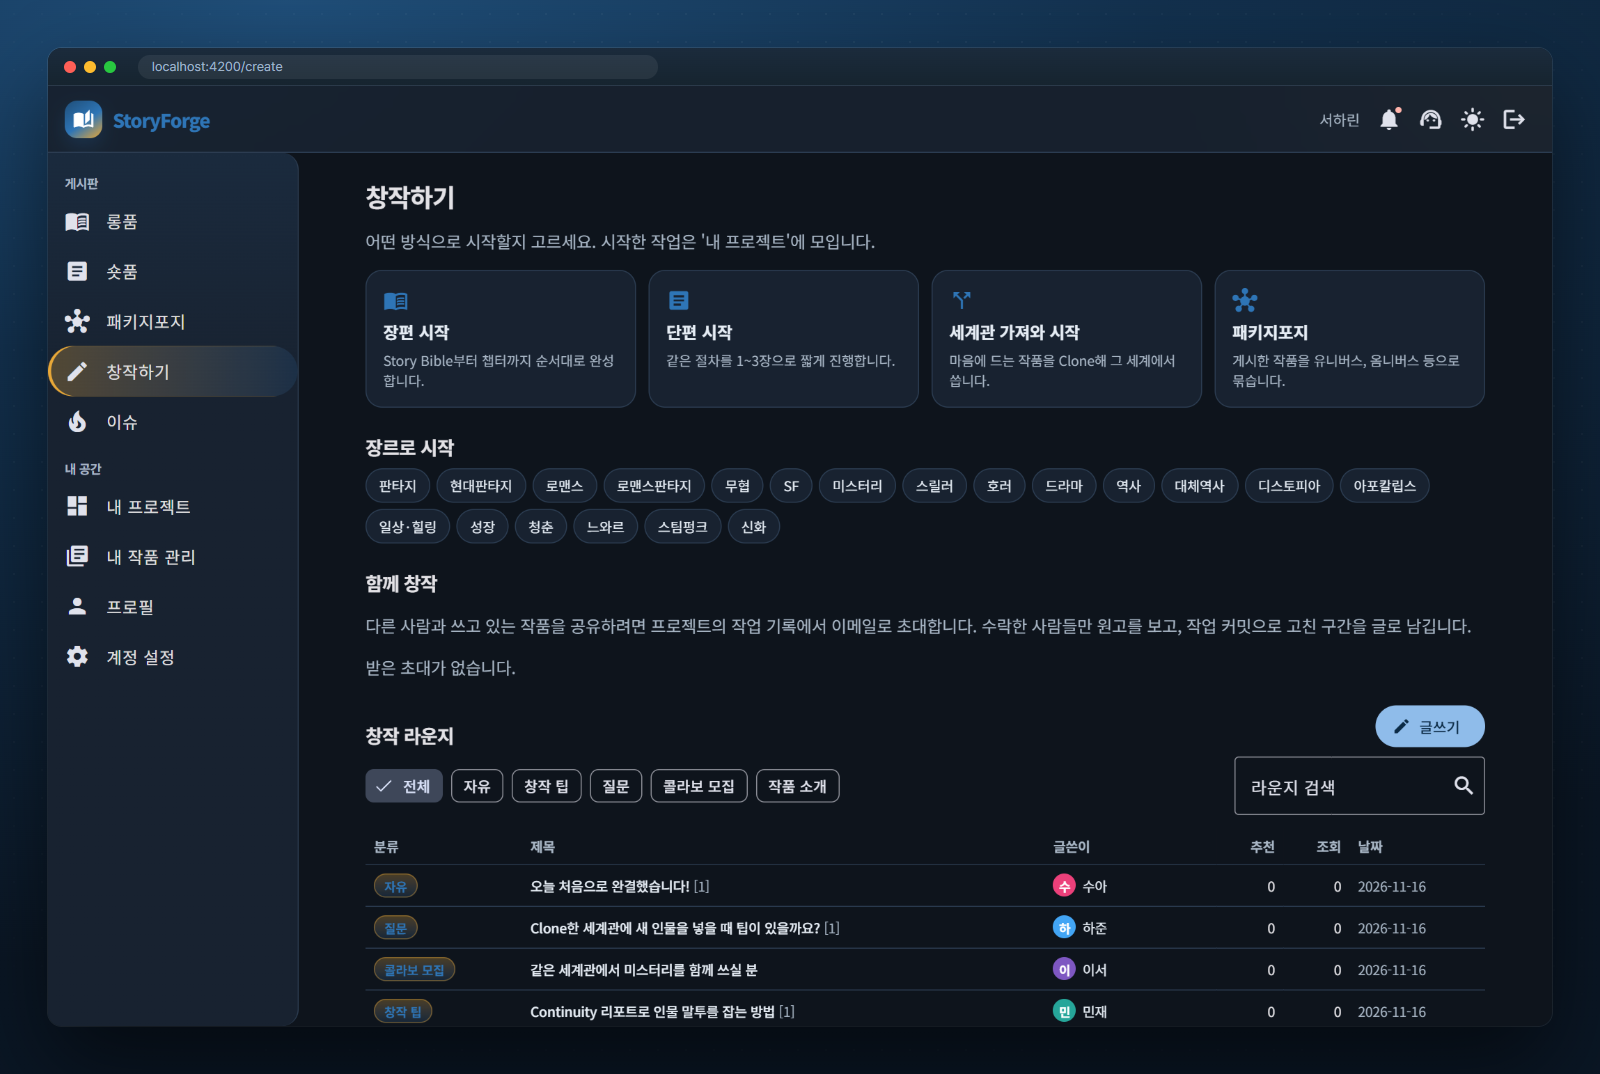 localhost:4200/create
StoryForge
서하린
게시판
롱폼
숏폼
패키지포지
창작하기
이슈
내 공간
내 프로젝트
내 작품 관리
프로필
계정 설정
창작하기
어떤 방식으로 시작할지 고르세요. 시작한 작업은 '내 프로젝트'에 모입니다.
장편 시작
Story Bible부터 챕터까지 순서대로 완성
합니다.
단편 시작
같은 절차를 1~3장으로 짧게 진행합니다.
세계관 가져와 시작
마음에 드는 작품을 Clone해 그 세계에서
씁니다.
패키지포지
게시한 작품을 유니버스, 옴니버스 등으로
묶습니다.
장르로 시작
판타지 현대판타지 로맨스 로맨스판타지 무협 SF 미스터리 스릴러 호러 드라마 역사 대체역사 디스토피아 아포칼립스
일상·힐링 성장 청춘 느와르 스팀펑크 신화
함께 창작
다른 사람과 쓰고 있는 작품을 공유하려면 프로젝트의 작업 기록에서 이메일로 초대합니다. 수락한 사람들만 원고를 보고, 작업 커밋으로 고친 구간을 글로 남깁니다.
받은 초대가 없습니다.
창작 라운지
글쓰기
전체 자유 창작 팁 질문 콜라보 모집 작품 소개
라운지 검색
분류 제목 글쓴이 추천 조회 날짜
자유 오늘 처음으로 완결했습니다! [1] 수 수아 0 0 2026-11-16
질문 Clone한 세계관에 새 인물을 넣을 때 팁이 있을까요? [1] 하 하준 0 0 2026-11-16
콜라보 모집 같은 세계관에서 미스터리를 함께 쓰실 분 이 이서 0 0 2026-11-16
창작 팁 Continuity 리포트로 인물 말투를 잡는 방법 [1] 민 민재 0 0 2026-11-16